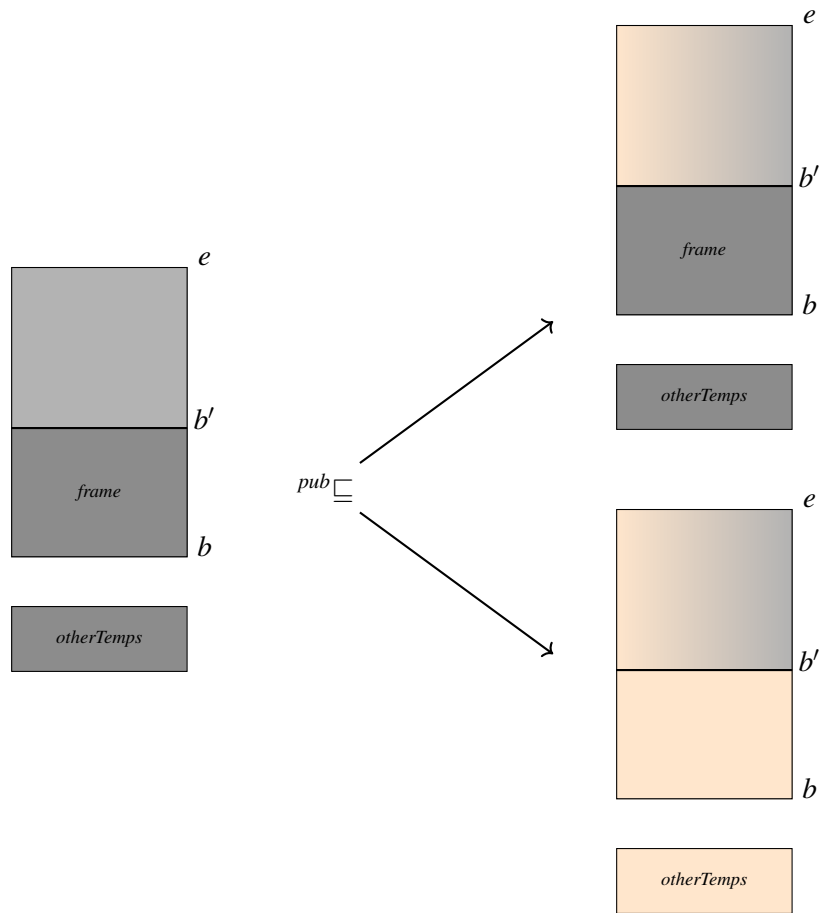 e
b′
frame
b
otherTemps
pub⊑
e
b′
frame
b
otherTemps
e
b′
b
otherTemps